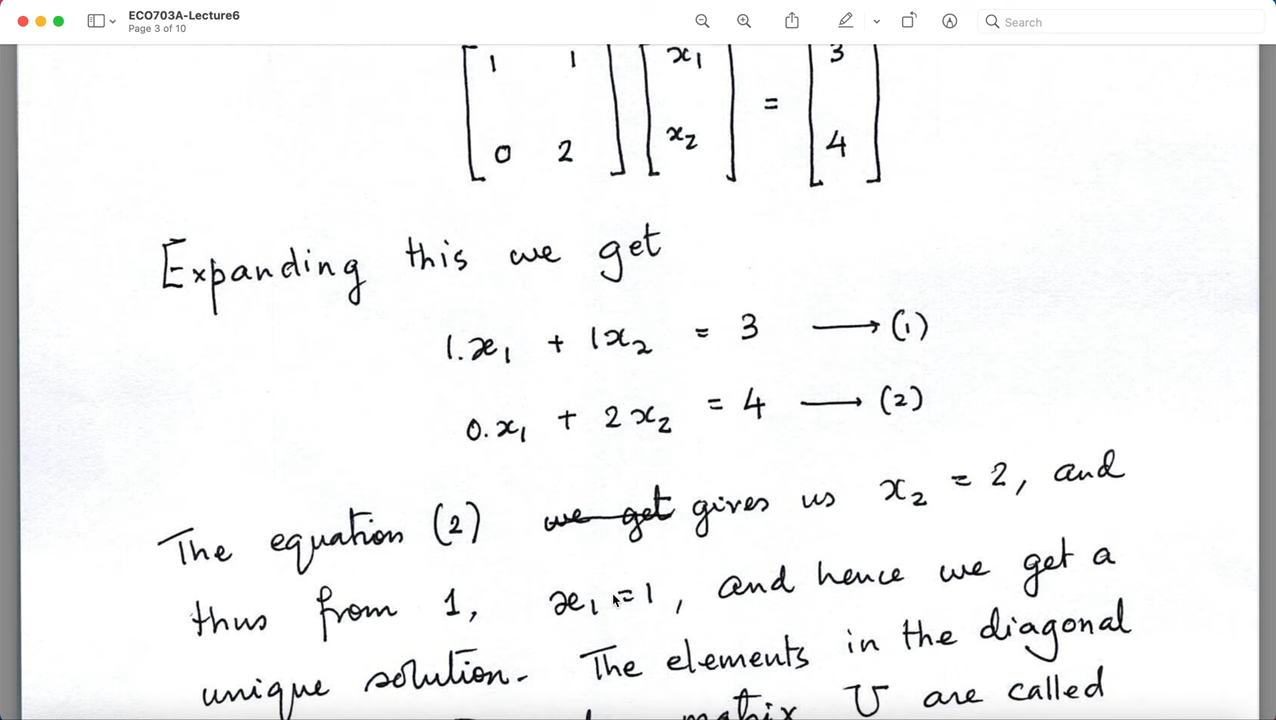 ECO703A-Lecture6
Page 3 of 10
Search
[1 1] [x₁] [3]
=
[0 2] [x₂] [4]
Expanding this we get
1.x₁ + 1x₂ = 3 ⟶ (1)
0.x₁ + 2x₂ = 4 ⟶ (2)
The equation (2) we get gives us x₂ = 2, and
thus from 1, x₁ = 1, and hence we get a
unique solution. The elements in the diagonal
matrix U are called